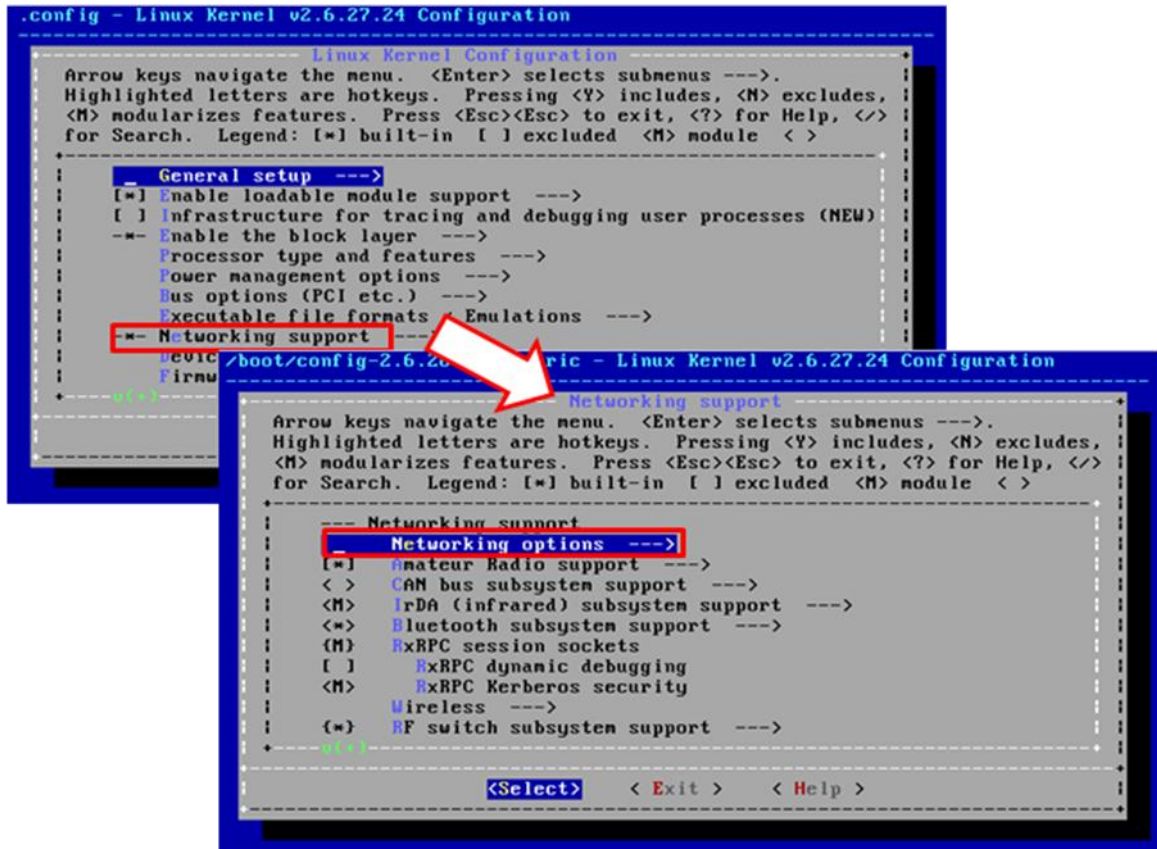 .config - Linux Kernel v2.6.27.24 Configuration
Linux Kernel Configuration
Arrow keys navigate the menu. <Enter> selects submenus --->.
Highlighted letters are hotkeys. Pressing <Y> includes, <N> excludes,
<M> modularizes features. Press <Esc><Esc> to exit, <?> for Help, </>
for Search. Legend: [*] built-in [ ] excluded <M> module < >
General setup --->
[*] Enable loadable module support --->
[ ] Infrastructure for tracing and debugging user processes (NEW)
-*- Enable the block layer --->
Processor type and features --->
Power management options --->
Bus options (PCI etc.) --->
Executable file formats / Emulations --->
-*- Networking support ---
v(+)
/boot/config-2.6.28 ric - Linux Kernel v2.6.27.24 Configuration
Networking support
Arrow keys navigate the menu. <Enter> selects submenus --->.
Highlighted letters are hotkeys. Pressing <Y> includes, <N> excludes,
<M> modularizes features. Press <Esc><Esc> to exit, <?> for Help, </>
for Search. Legend: [*] built-in [ ] excluded <M> module < >
--- Networking support
Networking options --->
[*] Amateur Radio support --->
< > CAN bus subsystem support --->
<M> IrDA (infrared) subsystem support --->
<*> Bluetooth subsystem support --->
{M} RxRPC session sockets
[ ] RxRPC dynamic debugging
<M> RxRPC Kerberos security
Wireless --->
{*} RF switch subsystem support --->
v(+)
<Select> < Exit > < Help >